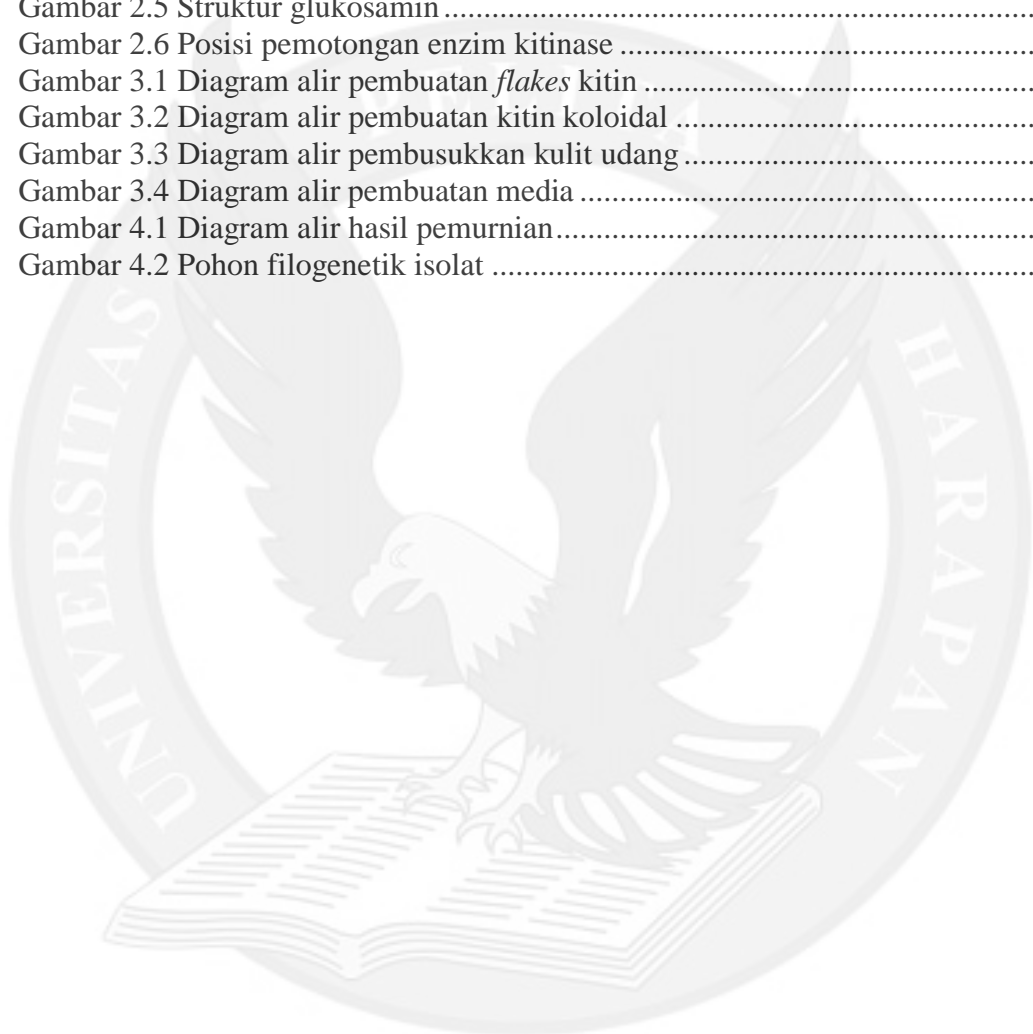 Gambar 2.5 Struktur glukosamin ........................................................................
Gambar 2.6 Posisi pemotongan enzim kitinase ..................................................
Gambar 3.1 Diagram alir pembuatan flakes kitin ...............................................
Gambar 3.2 Diagram alir pembuatan kitin koloidal ............................................
Gambar 3.3 Diagram alir pembusukkan kulit udang ...........................................
Gambar 3.4 Diagram alir pembuatan media .......................................................
Gambar 4.1 Diagram alir hasil pemurnian..........................................................
Gambar 4.2 Pohon filogenetik isolat ..................................................................
UNIVERSITAS PELITA HARAPAN